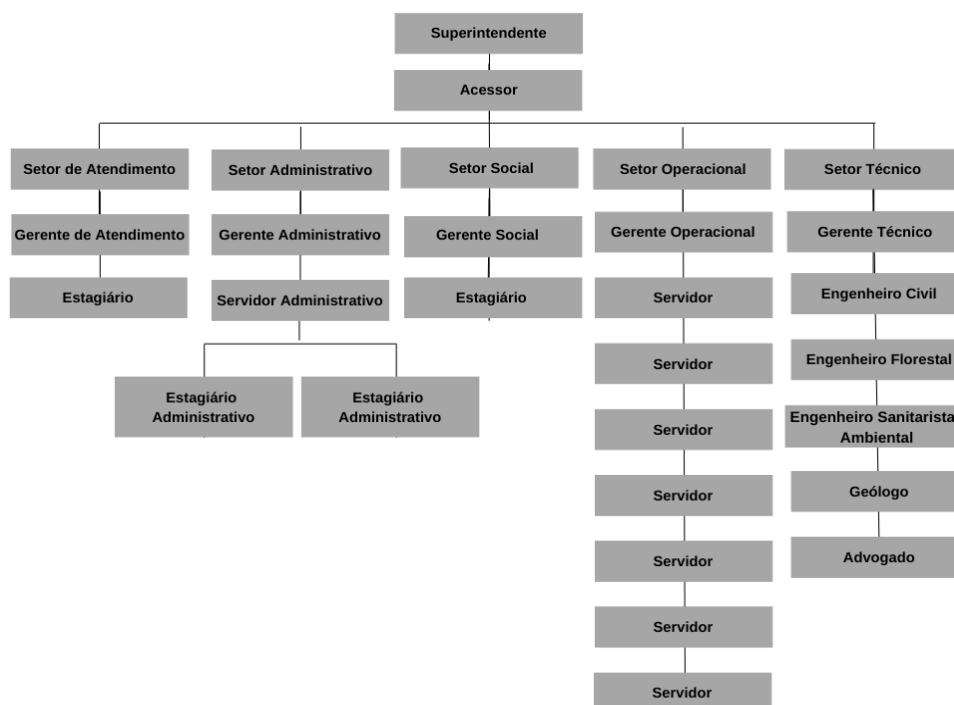 Superintendente
Acessor
Setor de Atendimento
Setor Administrativo
Setor Social
Setor Operacional
Setor Técnico
Gerente de Atendimento
Gerente Administrativo
Gerente Social
Gerente Operacional
Gerente Técnico
Estagiário
Servidor Administrativo
Estagiário
Servidor
Engenheiro Civil
Servidor
Engenheiro Florestal
Estagiário
Administrativo
Estagiário
Administrativo
Servidor
Engenheiro Sanitarista
Ambiental
Servidor
Geólogo
Servidor
Advogado
Servidor
Servidor